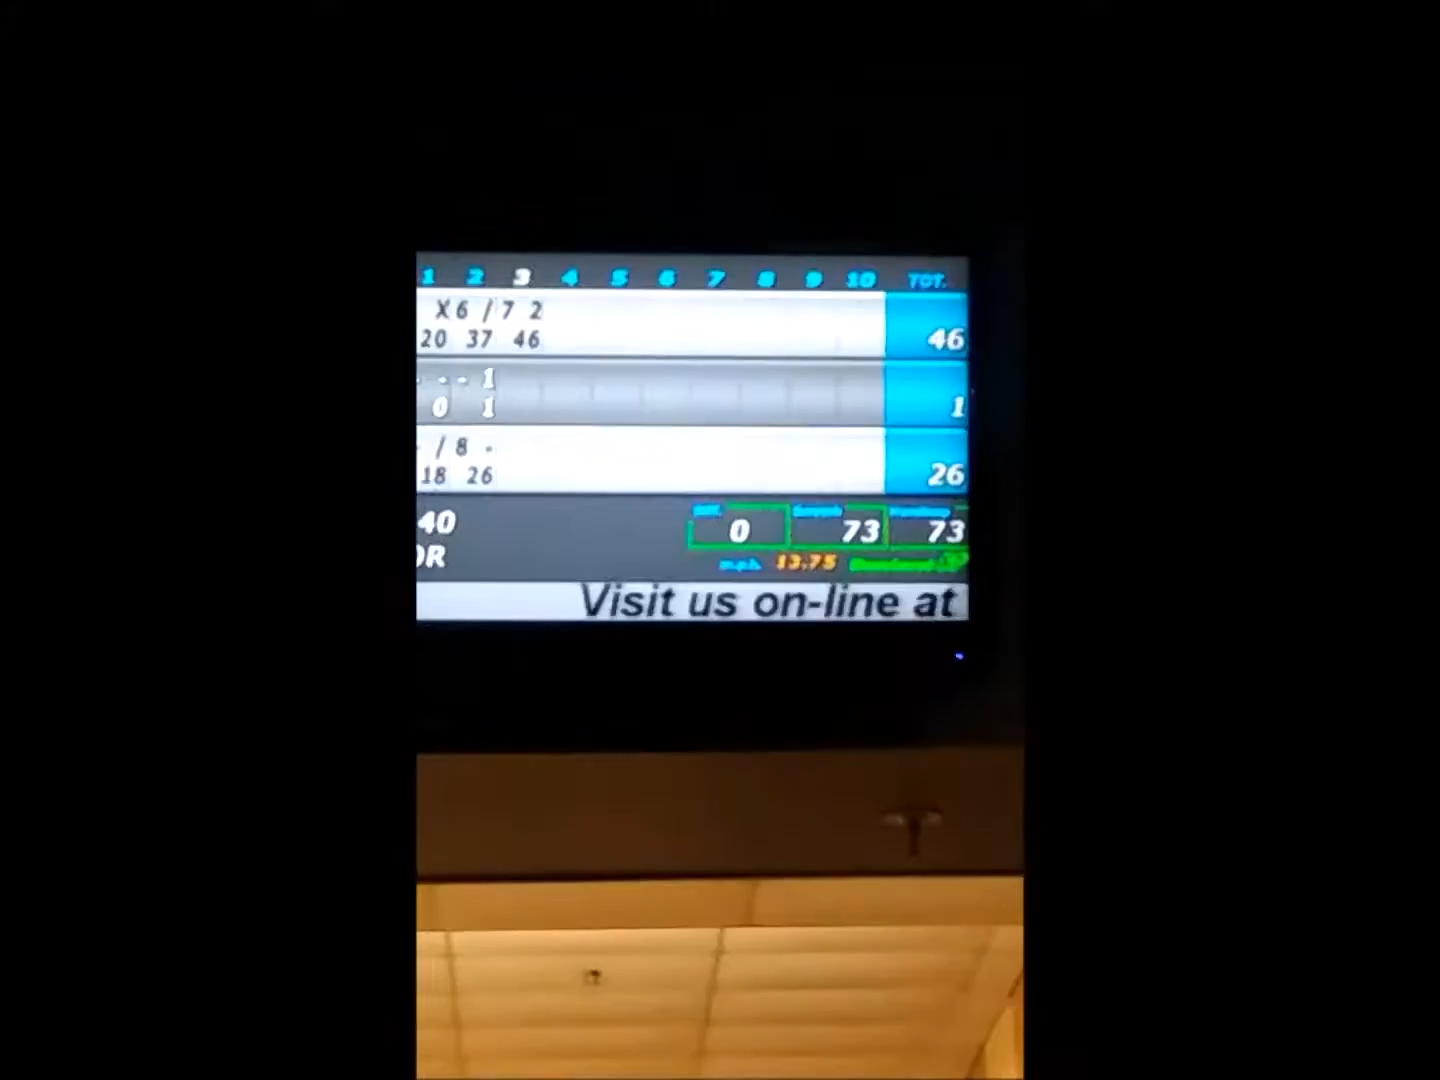 1 2 3 4 5 6 7 8 9 10 TOT.
X 6 / 7 2
20 37 46 46
- - - 1
0 1 1
- / 8 -
18 26 26
40 0 73 73
OR
m.p.h. 13.75
Visit us on-line at